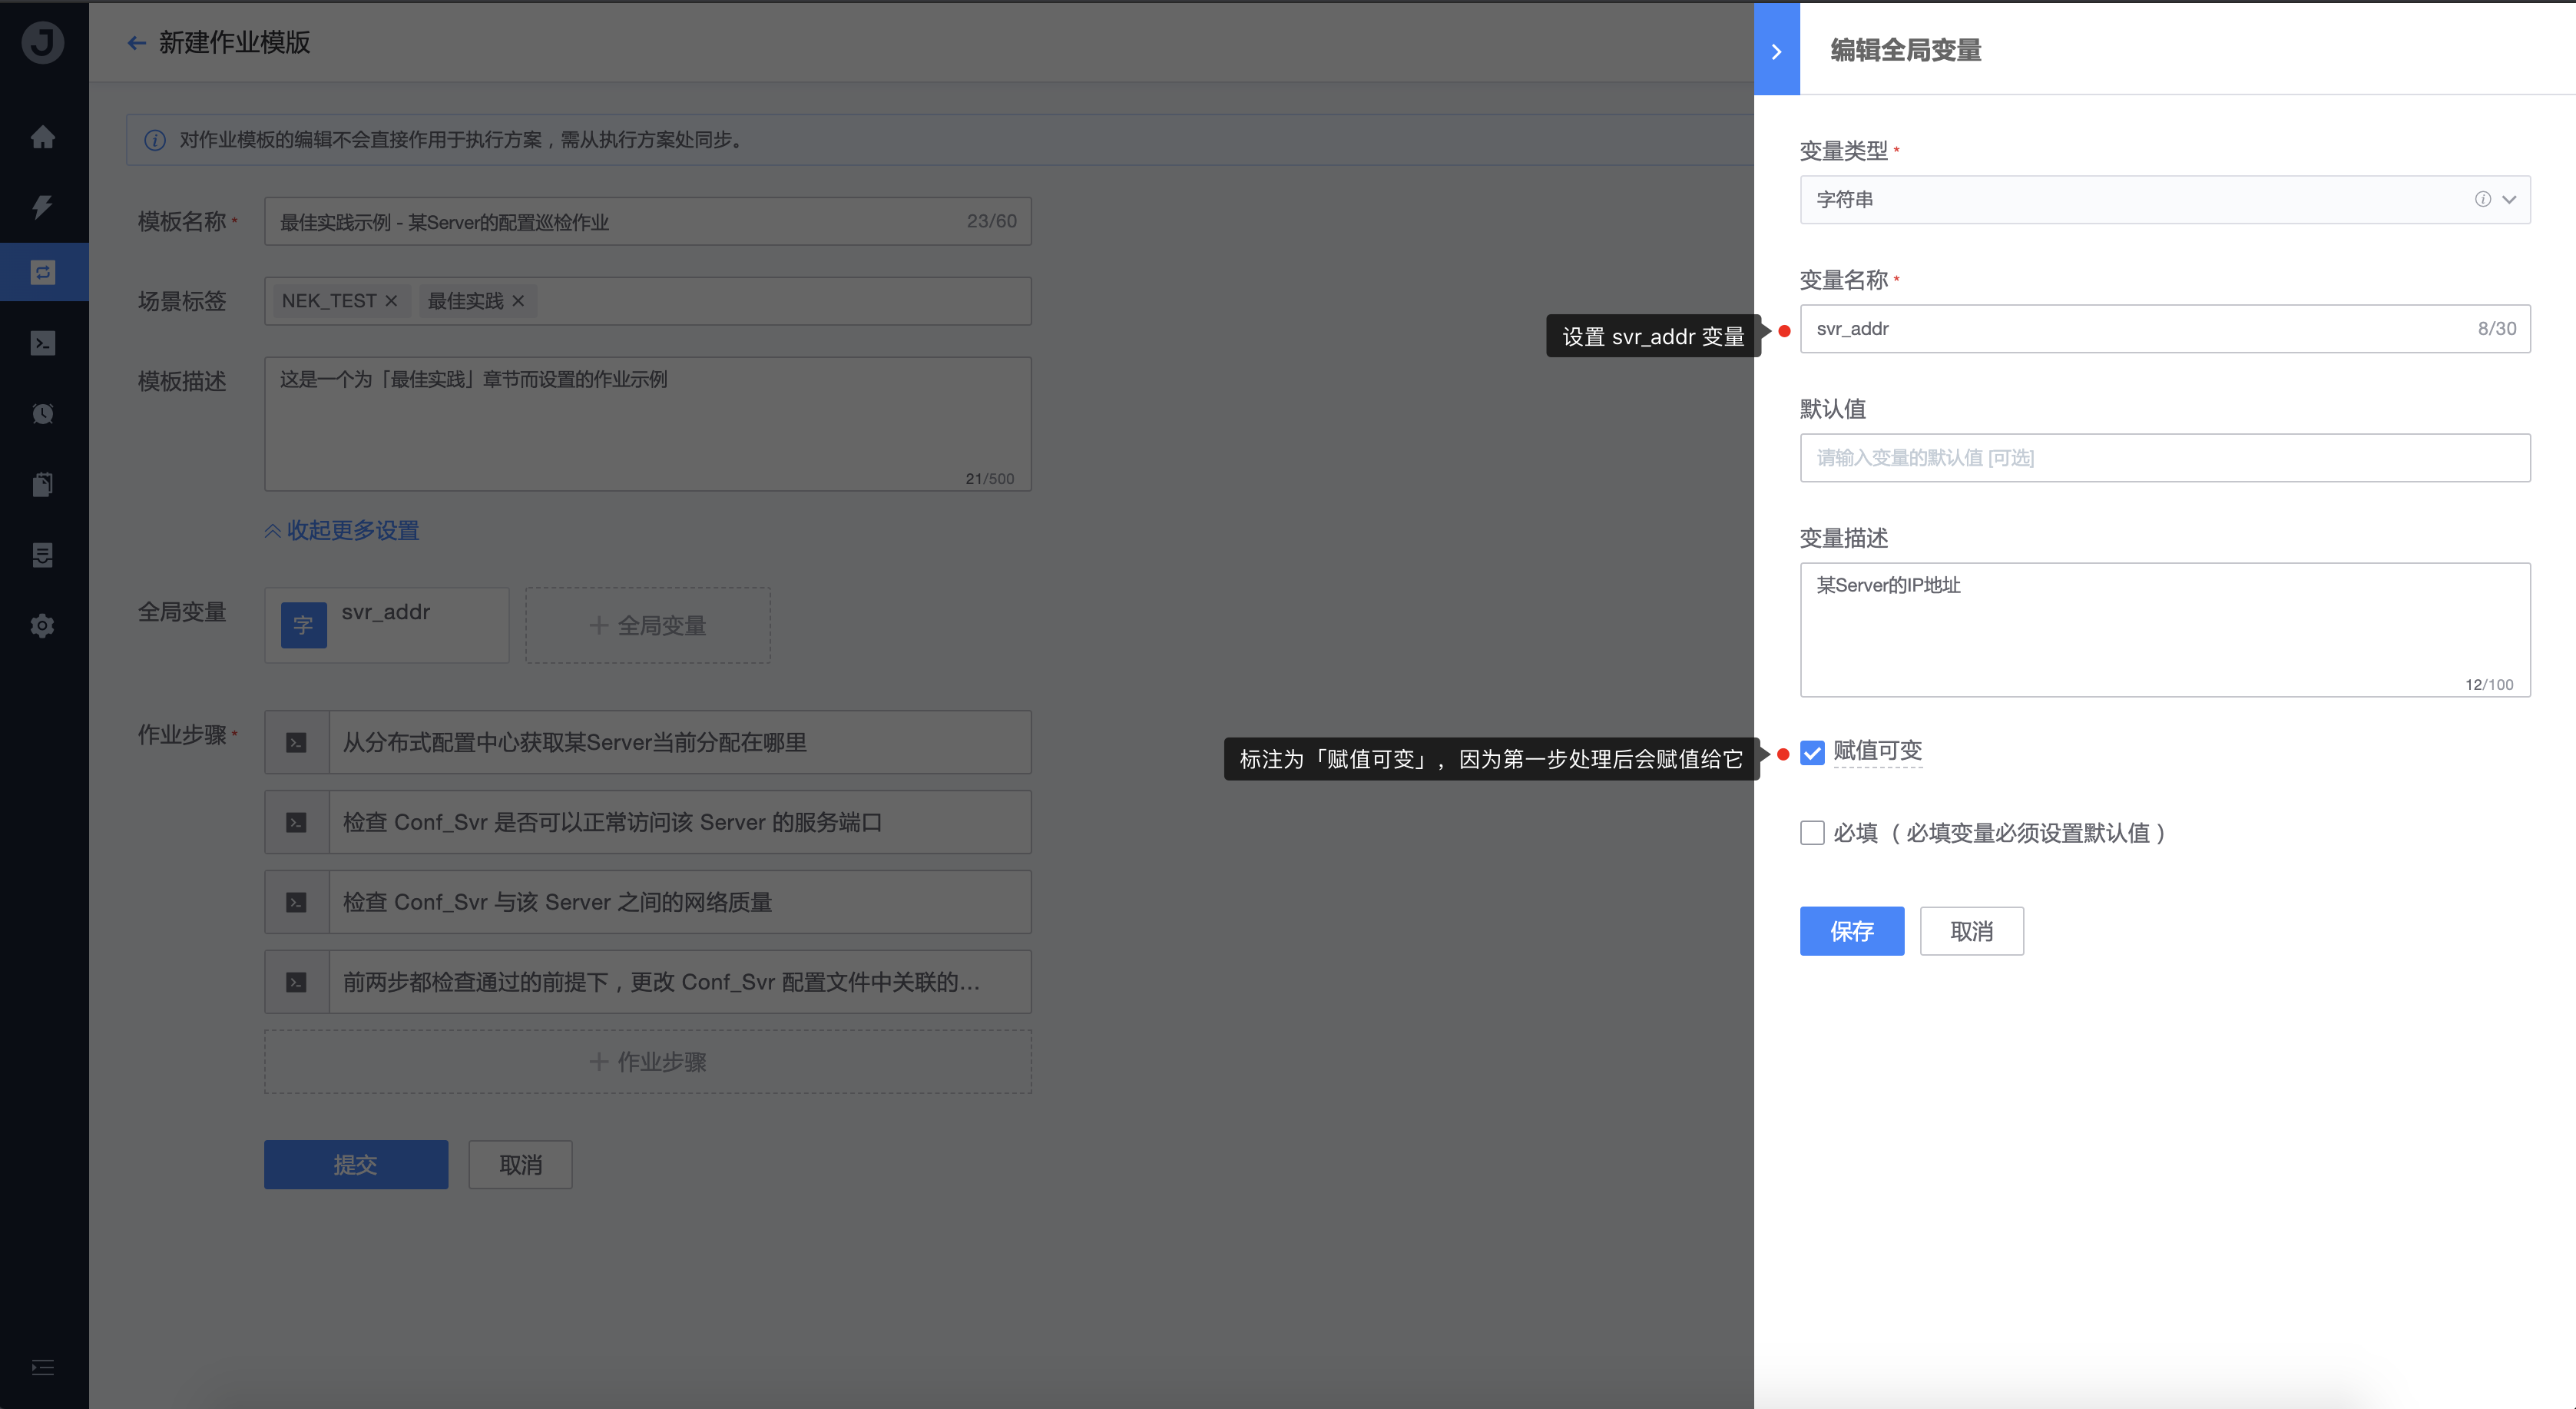 J
新建作业模版
对作业模板的编辑不会直接作用于执行方案，需从执行方案处同步。
模板名称*
最佳实践示例 - 某Server的配置巡检作业
23/60
场景标签
NEK_TEST ×
最佳实践 ×
模板描述
这是一个为「最佳实践」章节而设置的作业示例
21/500
收起更多设置
全局变量
字
svr_addr
+ 全局变量
作业步骤*
从分布式配置中心获取某Server当前分配在哪里
检查 Conf_Svr 是否可以正常访问该 Server 的服务端口
检查 Conf_Svr 与该 Server 之间的网络质量
前两步都检查通过的前提下，更改 Conf_Svr 配置文件中关联的...
+ 作业步骤
提交
取消
编辑全局变量
变量类型*
字符串
变量名称*
设置 svr_addr 变量
svr_addr
8/30
默认值
请输入变量的默认值 [可选]
变量描述
某Server的IP地址
12/100
标注为「赋值可变」，因为第一步处理后会赋值给它
赋值可变
必填（必填变量必须设置默认值）
保存
取消